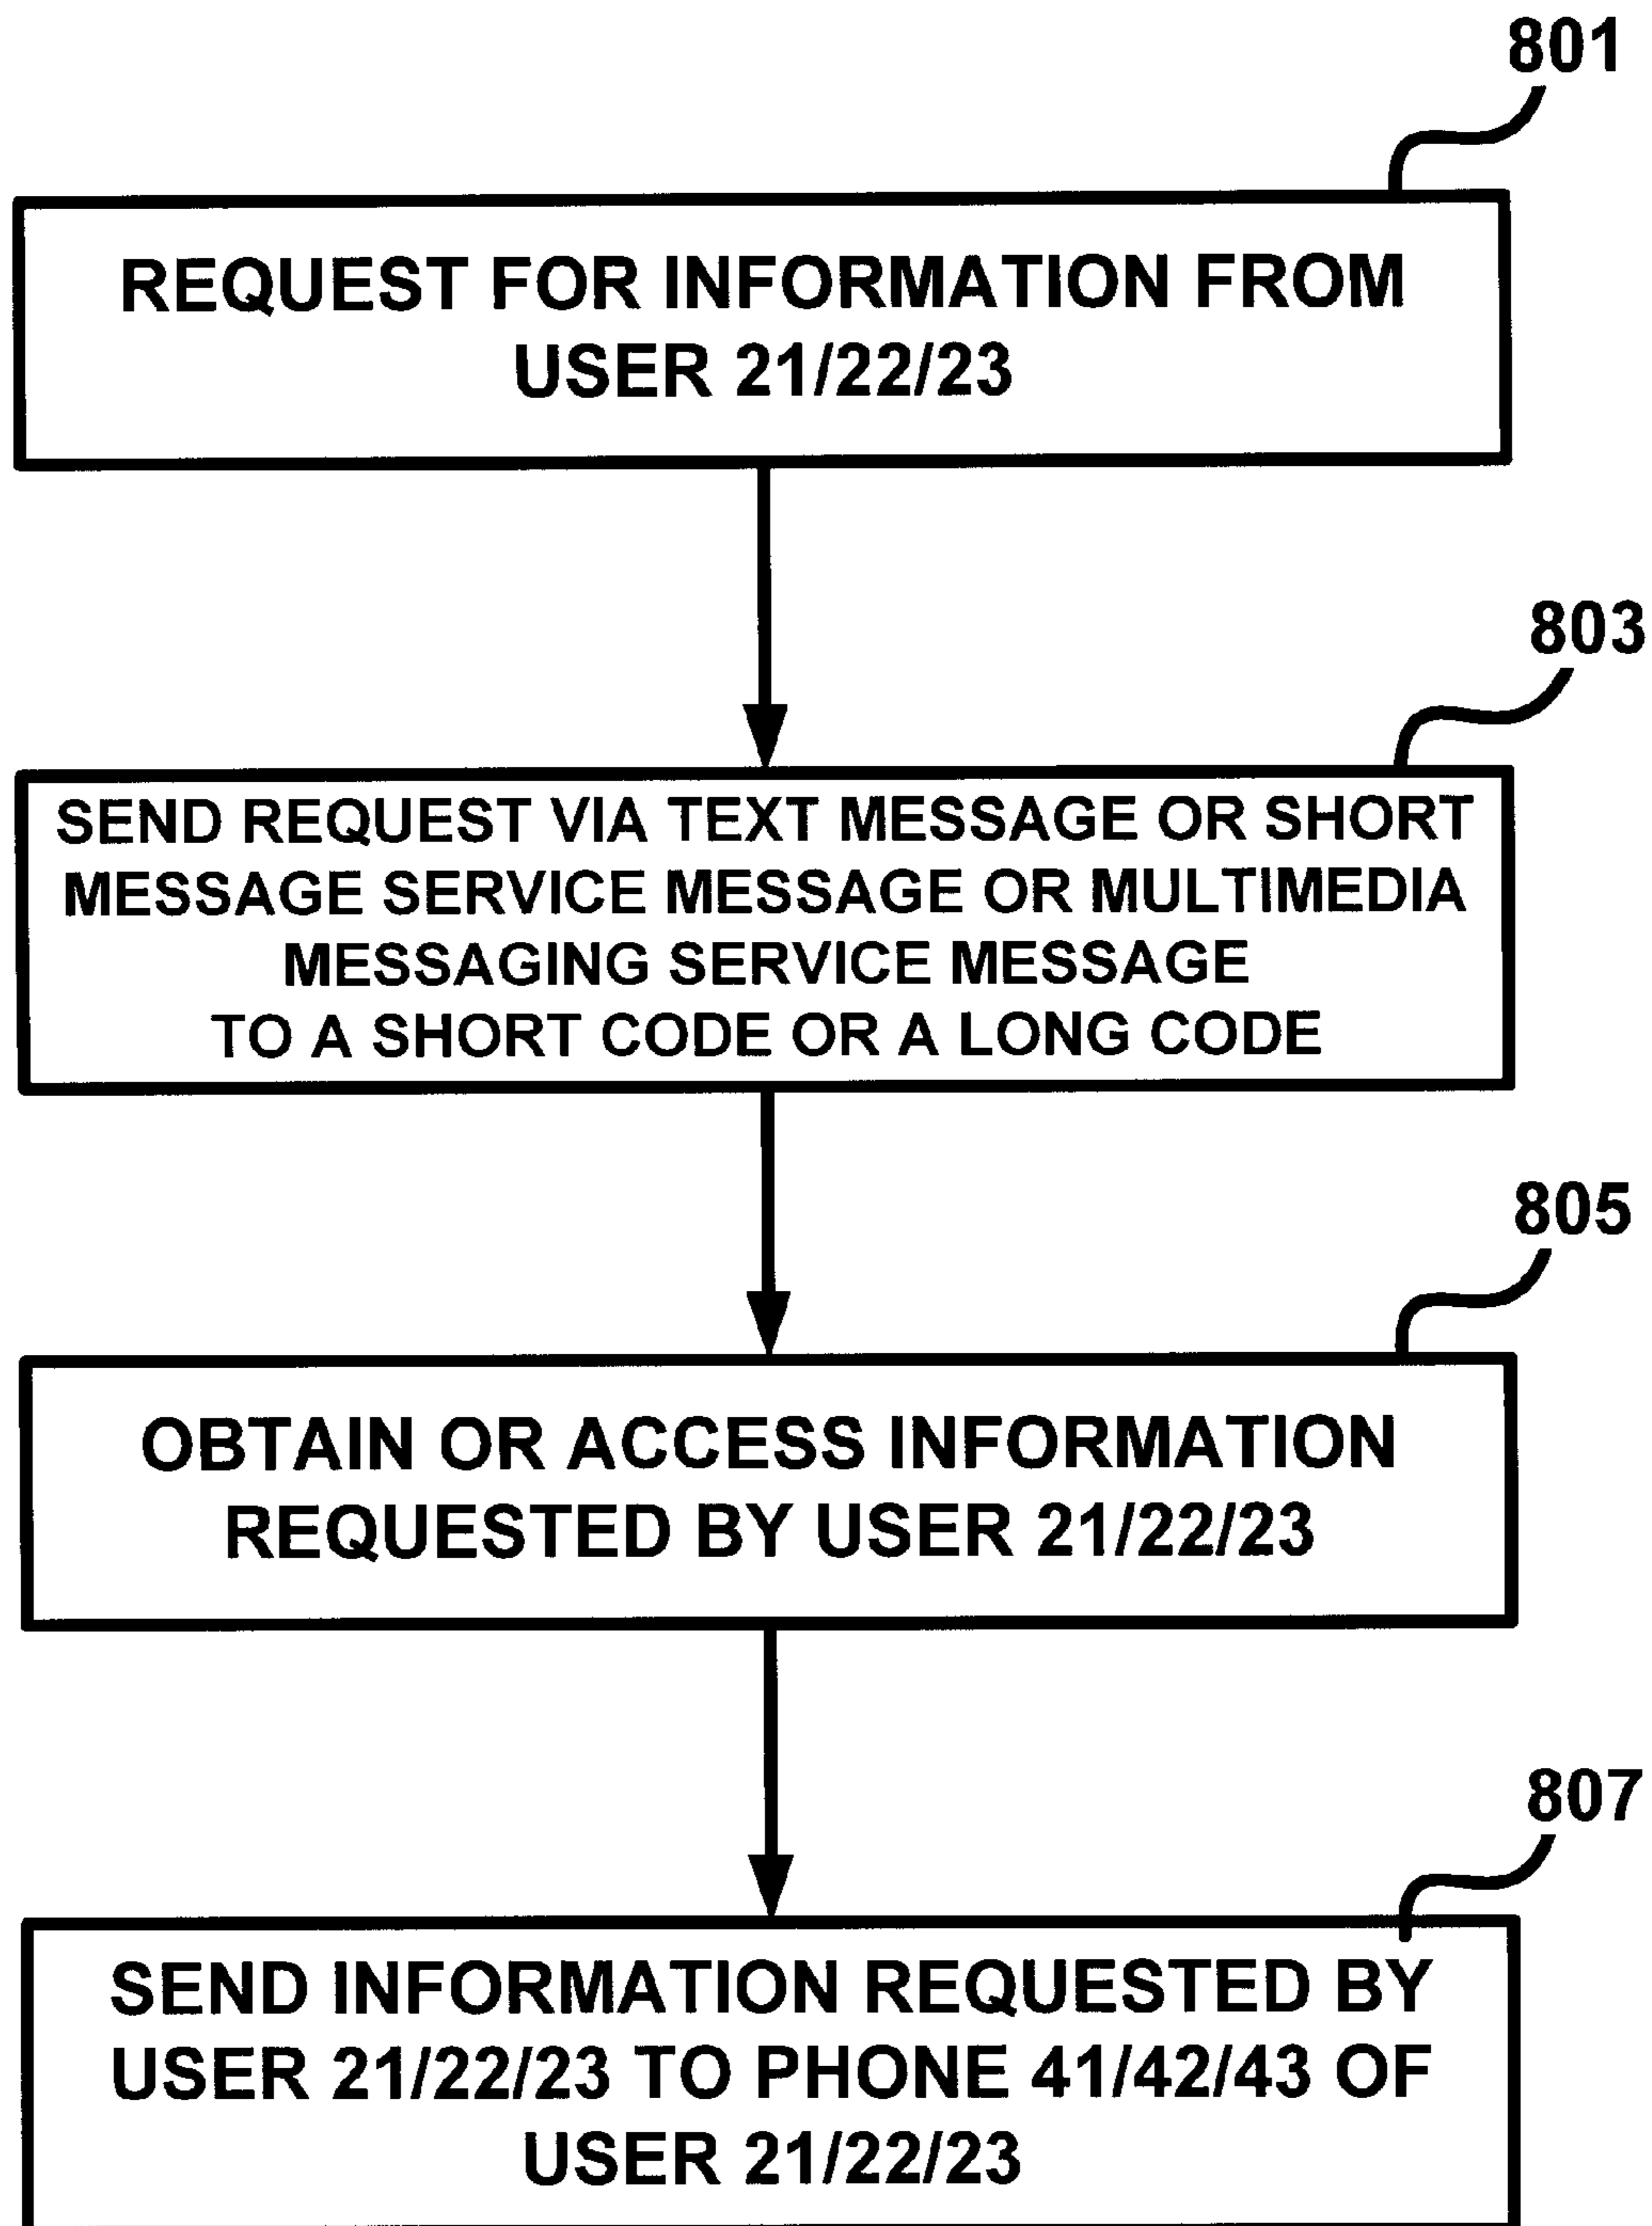 801
REQUEST FOR INFORMATION FROM
USER 21/22/23
803
SEND REQUEST VIA TEXT MESSAGE OR SHORT
MESSAGE SERVICE MESSAGE OR MULTIMEDIA
MESSAGING SERVICE MESSAGE
TO A SHORT CODE OR A LONG CODE
805
OBTAIN OR ACCESS INFORMATION
REQUESTED BY USER 21/22/23
807
SEND INFORMATION REQUESTED BY
USER 21/22/23 TO PHONE 41/42/43 OF
USER 21/22/23